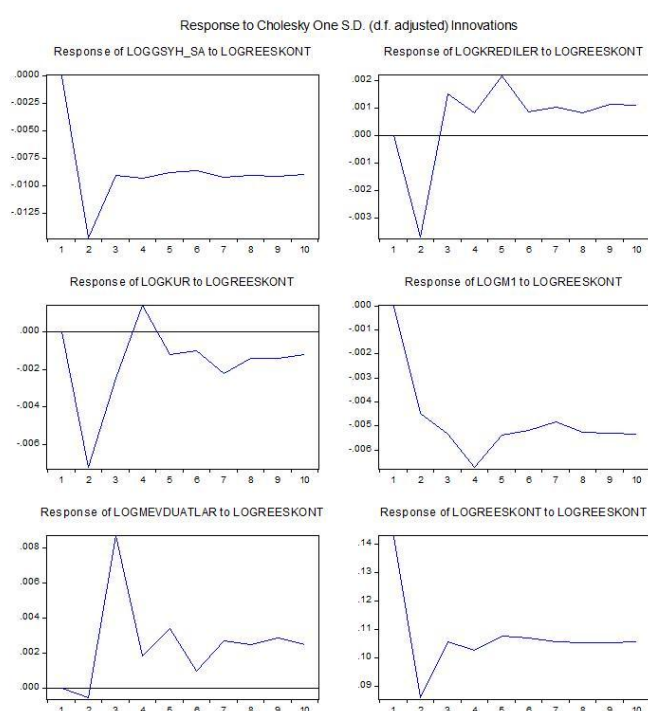 Response to Cholesky One S.D. (d.f. adjusted) Innovations
Response of LOGGSYH_SA to LOGREESKONT
.0000
-.0025
-.0050
-.0075
-.0100
-.0125
1 2 3 4 5 6 7 8 9 10
Response of LOGKREDILER to LOGREESKONT
.002
.001
.000
-.001
-.002
-.003
1 2 3 4 5 6 7 8 9 10
Response of LOGKUR to LOGREESKONT
.000
-.002
-.004
-.006
1 2 3 4 5 6 7 8 9 10
Response of LOGM1 to LOGREESKONT
.000
-.001
-.002
-.003
-.004
-.005
-.006
1 2 3 4 5 6 7 8 9 10
Response of LOGMEVDUATLAR to LOGREESKONT
.008
.006
.004
.002
.000
1 2 3 4 5 6 7 8 9 10
Response of LOGREESKONT to LOGREESKONT
.14
.13
.12
.11
.10
.09
1 2 3 4 5 6 7 8 9 10